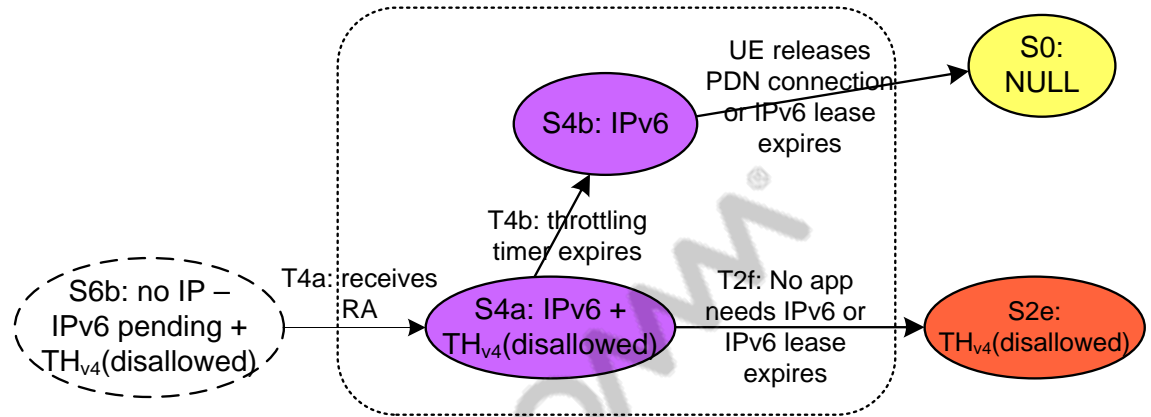 S0:
NULL
UE releases
PDN connection
or IPv6 lease
expires
S4b: IPv6
T4b: throttling
timer expires
S6b: no IP –
IPv6 pending +
THv4(disallowed)
T4a: receives
RA
S4a: IPv6 +
THv4(disallowed)
T2f: No app
needs IPv6 or
IPv6 lease
expires
S2e:
THv4(disallowed)